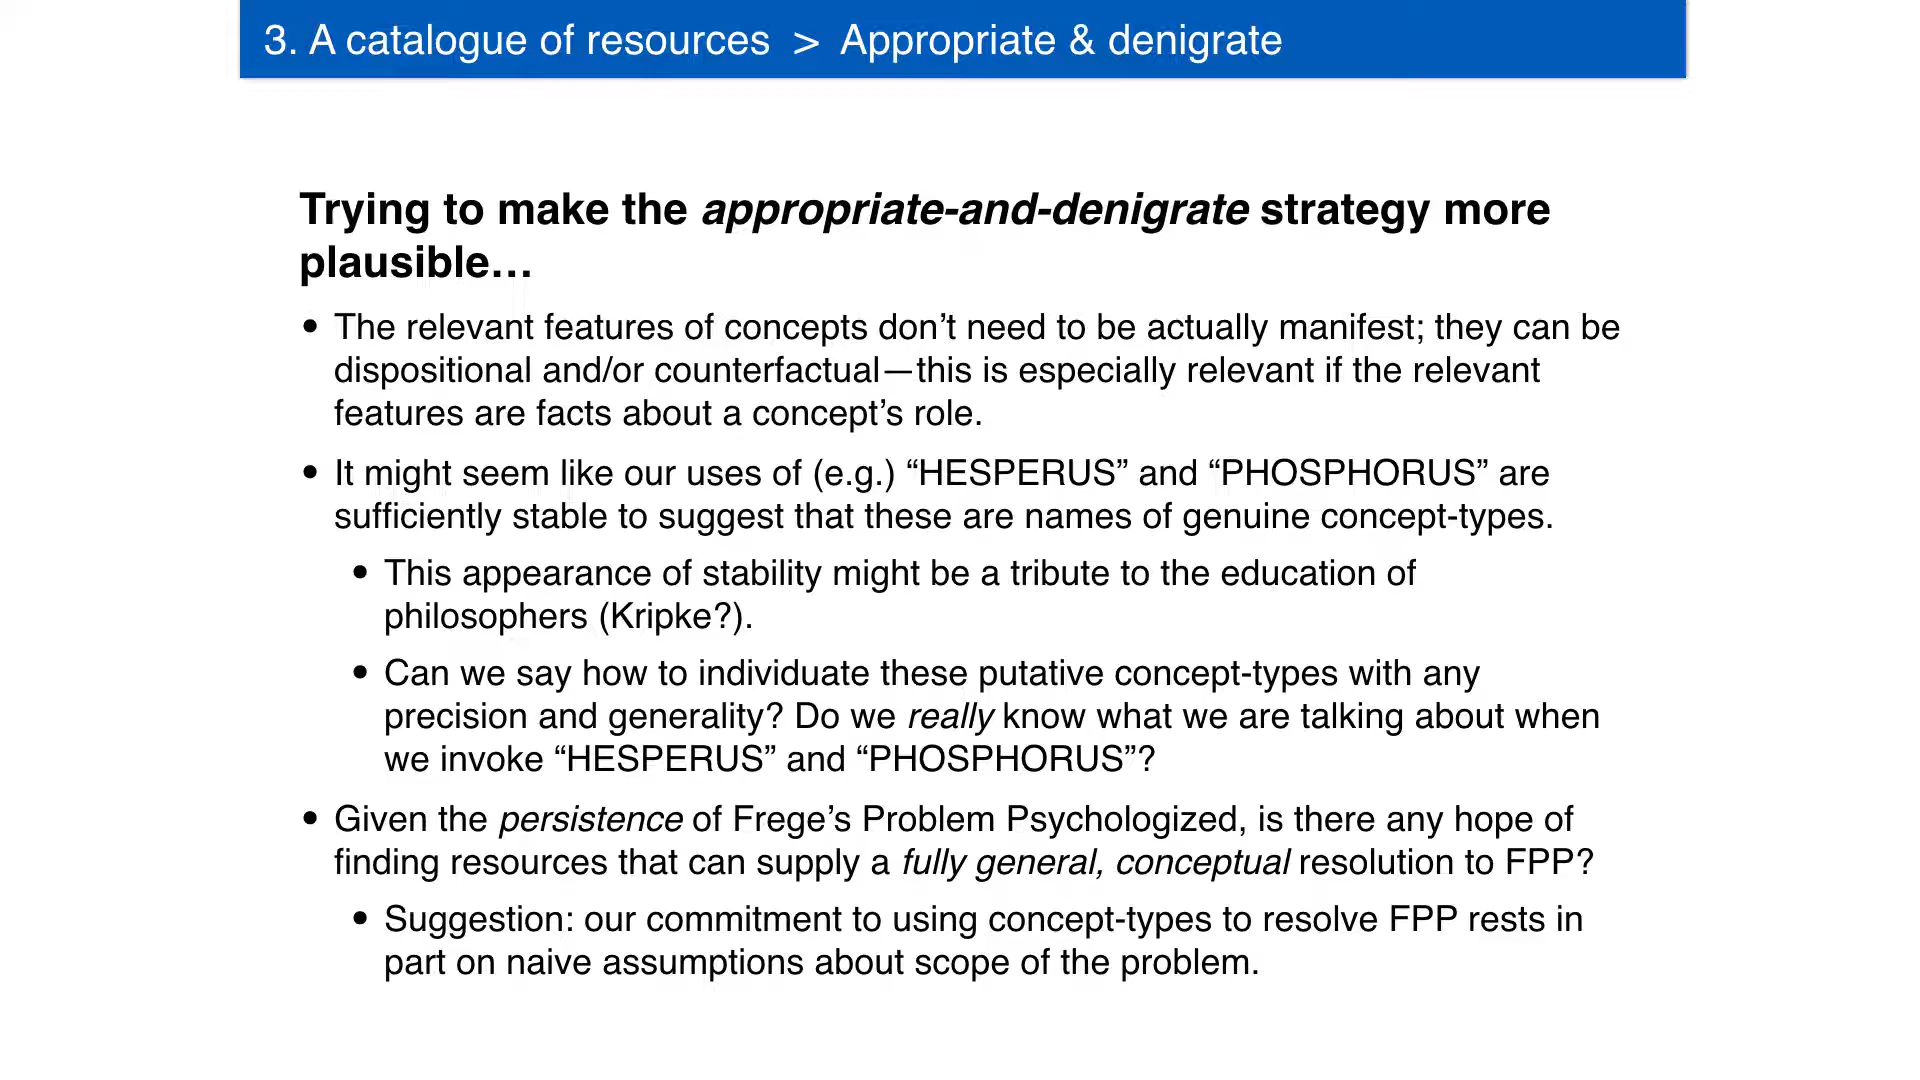 3. A catalogue of resources > Appropriate & denigrate
Trying to make the appropriate-and-denigrate strategy more
plausible…
• The relevant features of concepts don’t need to be actually manifest; they can be
dispositional and/or counterfactual—this is especially relevant if the relevant
features are facts about a concept’s role.
• It might seem like our uses of (e.g.) “HESPERUS” and “PHOSPHORUS” are
sufficiently stable to suggest that these are names of genuine concept-types.
• This appearance of stability might be a tribute to the education of
philosophers (Kripke?).
• Can we say how to individuate these putative concept-types with any
precision and generality? Do we really know what we are talking about when
we invoke “HESPERUS” and “PHOSPHORUS”?
• Given the persistence of Frege’s Problem Psychologized, is there any hope of
finding resources that can supply a fully general, conceptual resolution to FPP?
• Suggestion: our commitment to using concept-types to resolve FPP rests in
part on naive assumptions about scope of the problem.